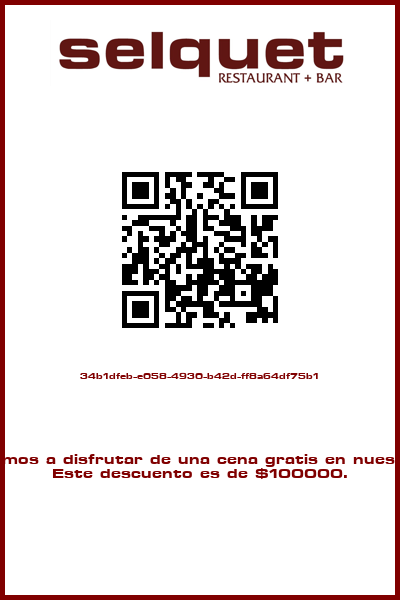 selquet
RESTAURANT + BAR
34b1dfeb-e058-4930-b42d-ff8a64df75b1
mos a disfrutar de una cena gratis en nues
Este descuento es de $100000.